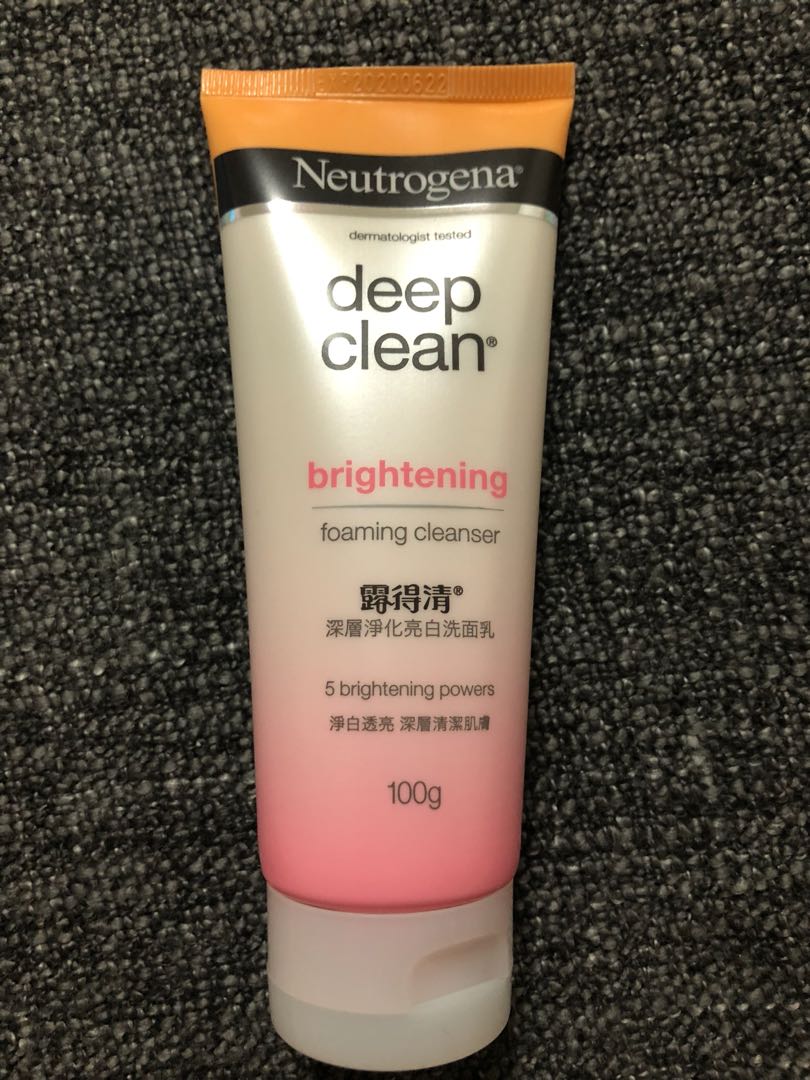 EXP20200622
Neutrogena®
dermatologist tested
deep
clean®
brightening
foaming cleanser
露得清®
深層淨化亮白洗面乳
5 brightening powers
淨白透亮 深層清潔肌膚
100g